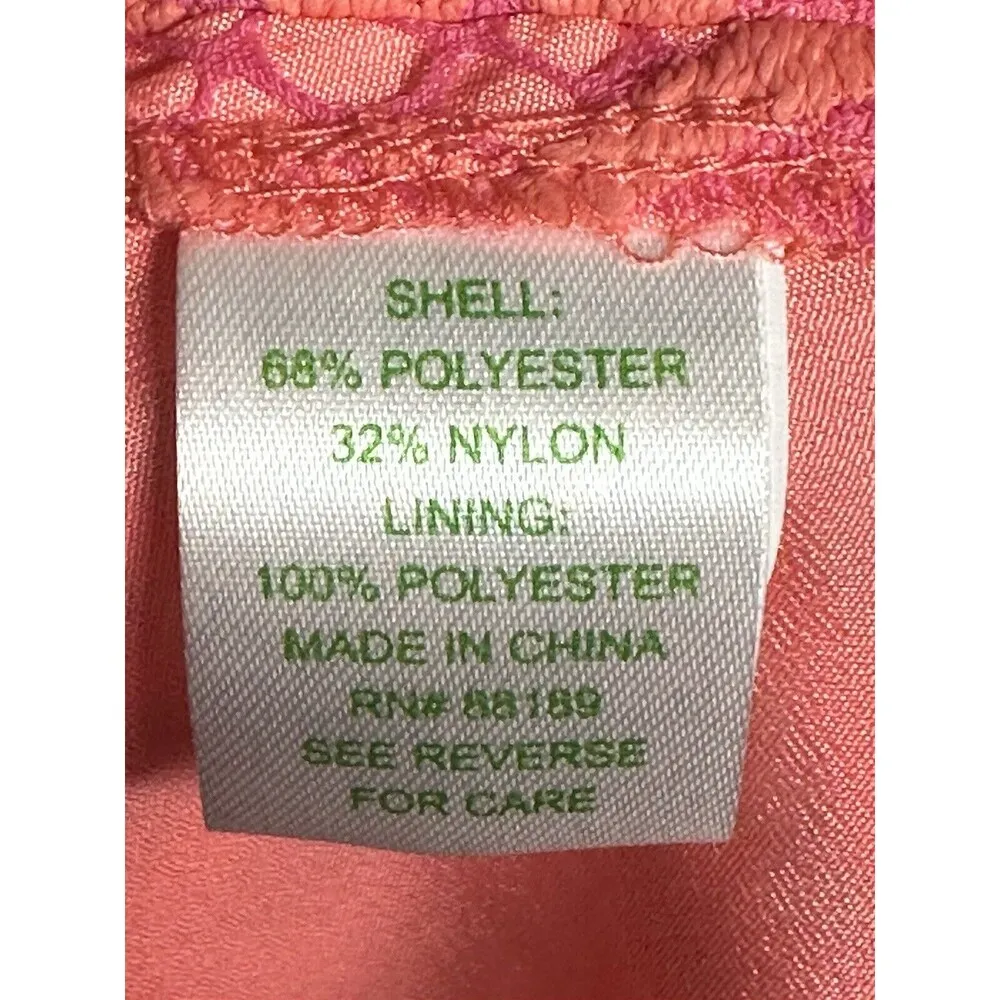 SHELL:
68% POLYESTER
32% NYLON
LINING:
100% POLYESTER
MADE IN CHINA
RN# 88189
SEE REVERSE
FOR CARE